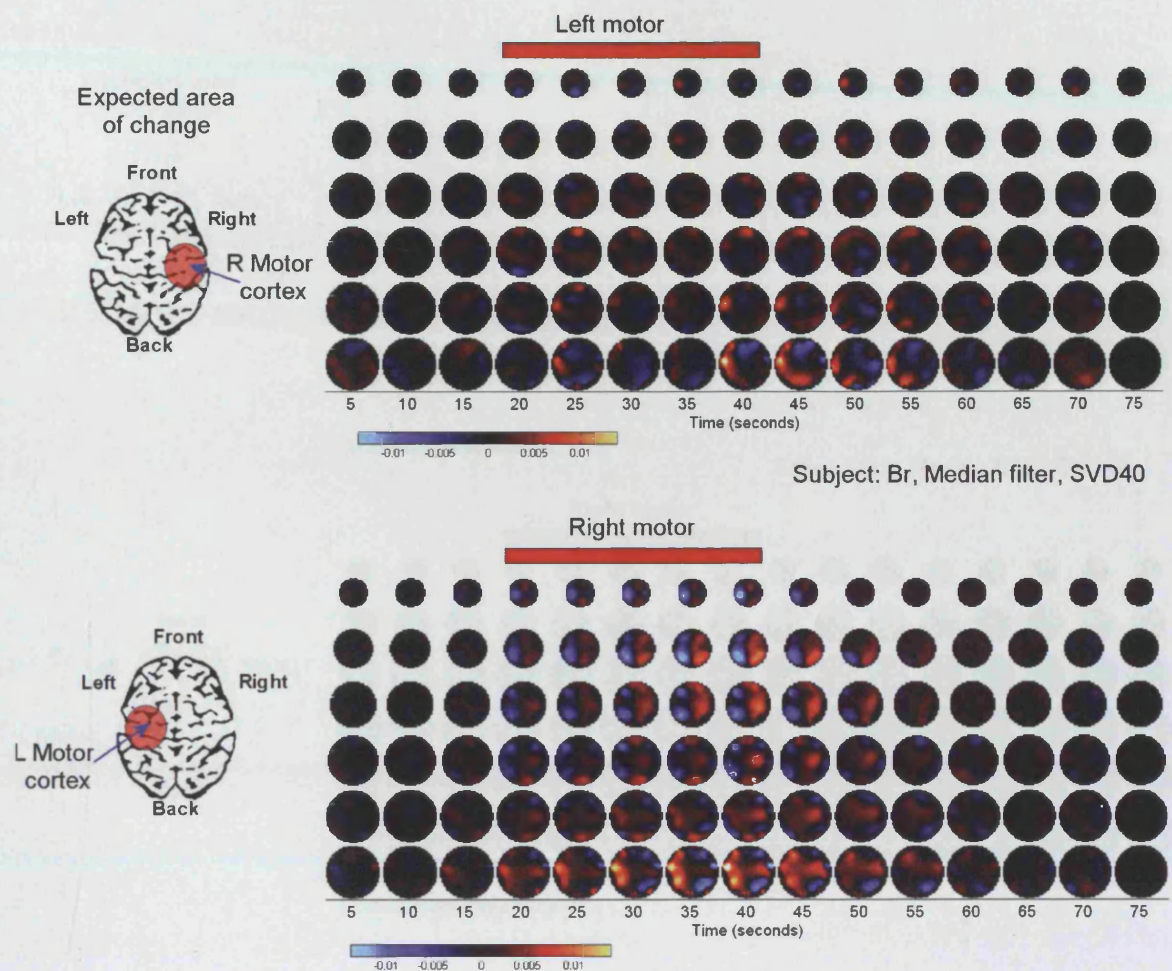 Left motor
Expected area
of change
Front
Left
Right
R Motor
cortex
Back
5 10 15 20 25 30 35 40 45 50 55 60 65 70 75
Time (seconds)
-0.01 -0.005 0 0.005 0.01
Subject: Br, Median filter, SVD40
Right motor
Front
Left
Right
L Motor
cortex
Back
5 10 15 20 25 30 35 40 45 50 55 60 65 70 75
Time (seconds)
-0.01 -0.005 0 0.005 0.01